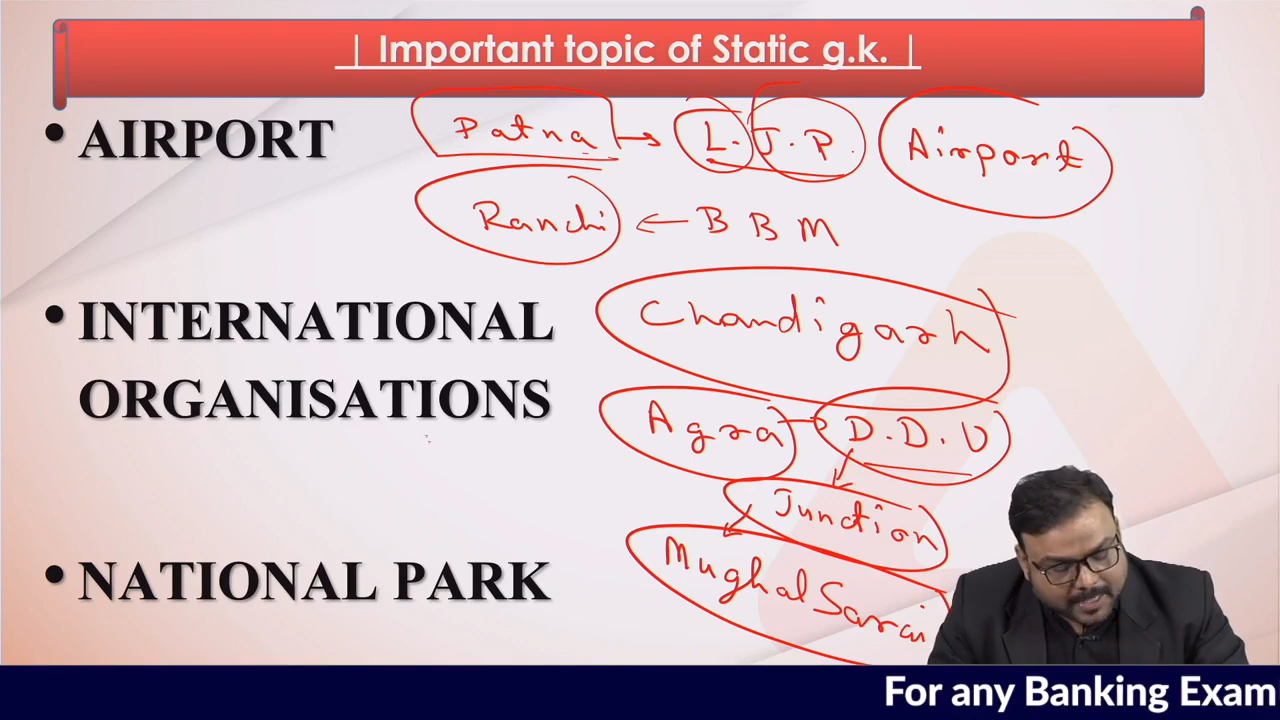 | Important topic of Static g.k. |
• AIRPORT
Patna → L. J.P. Airport
Ranchi ← B B M
• INTERNATIONAL
ORGANISATIONS
Chandigarh
Agra → D.D.U
Junction
• NATIONAL PARK
Mughal Sarai
For any Banking Exam